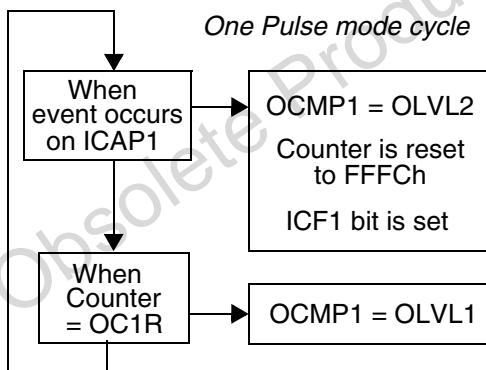 One Pulse mode cycle
When
event occurs
on ICAP1
OCMP1 = OLVL2
Counter is reset
to FFFCh
ICF1 bit is set
When
Counter
= OC1R
OCMP1 = OLVL1
Obsolete Produ